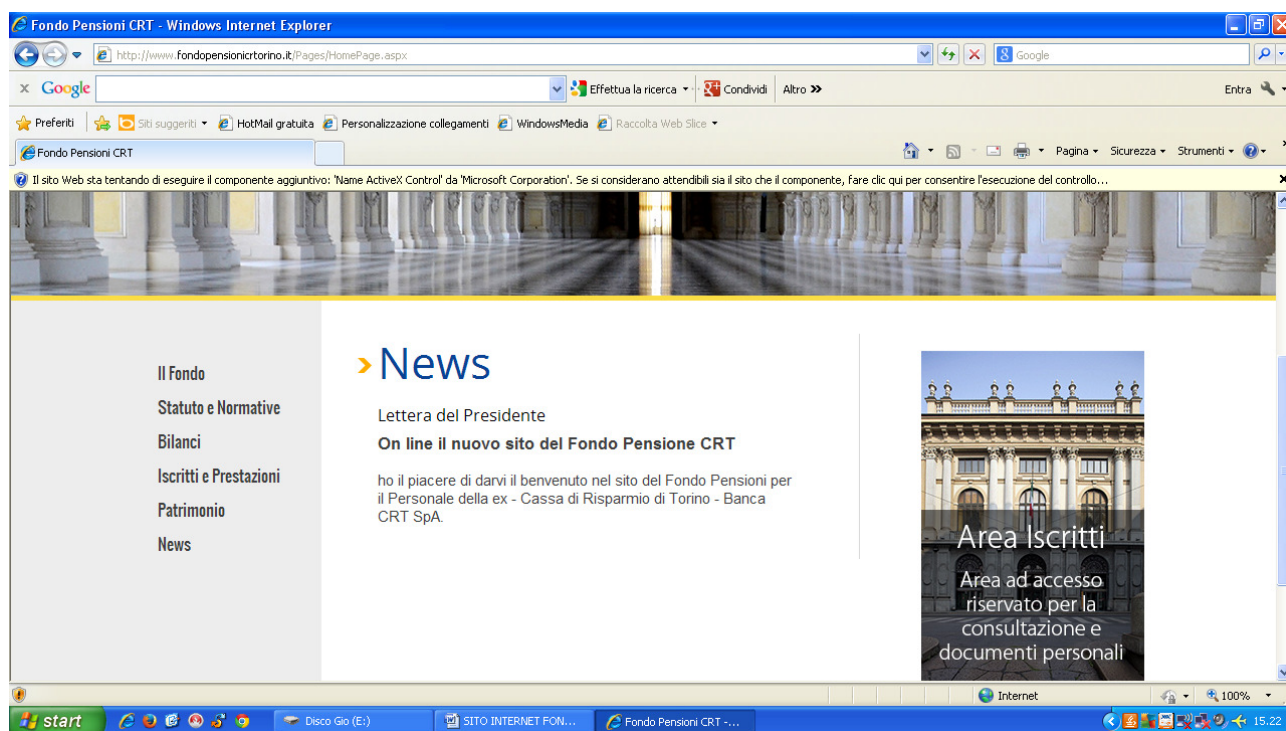 Fondo Pensioni CRT - Windows Internet Explorer
http://www.fondopensionicrtorino.it/Pages/HomePage.aspx
Google
x Google
Effettua la ricerca
Condividi
Altro »
Entra
Preferiti
Siti suggeriti
HotMail gratuita
Personalizzazione collegamenti
WindowsMedia
Raccolta Web Slice
Fondo Pensioni CRT
Pagina
Sicurezza
Strumenti
Il sito Web sta tentando di eseguire il componente aggiuntivo: 'Name ActiveX Control' da 'Microsoft Corporation'. Se si considerano attendibili sia il sito che il componente, fare clic qui per consentire l'esecuzione del controllo...
Il Fondo
Statuto e Normative
Bilanci
Iscritti e Prestazioni
Patrimonio
News
News
Lettera del Presidente
On line il nuovo sito del Fondo Pensione CRT
ho il piacere di darvi il benvenuto nel sito del Fondo Pensioni per
il Personale della ex - Cassa di Risparmio di Torino - Banca
CRT SpA.
Area Iscritti
Area ad accesso
riservato per la
consultazione e
documenti personali
Internet
100%
start
Disco Gio (E:)
SITO INTERNET FON...
Fondo Pensioni CRT -...
15.22